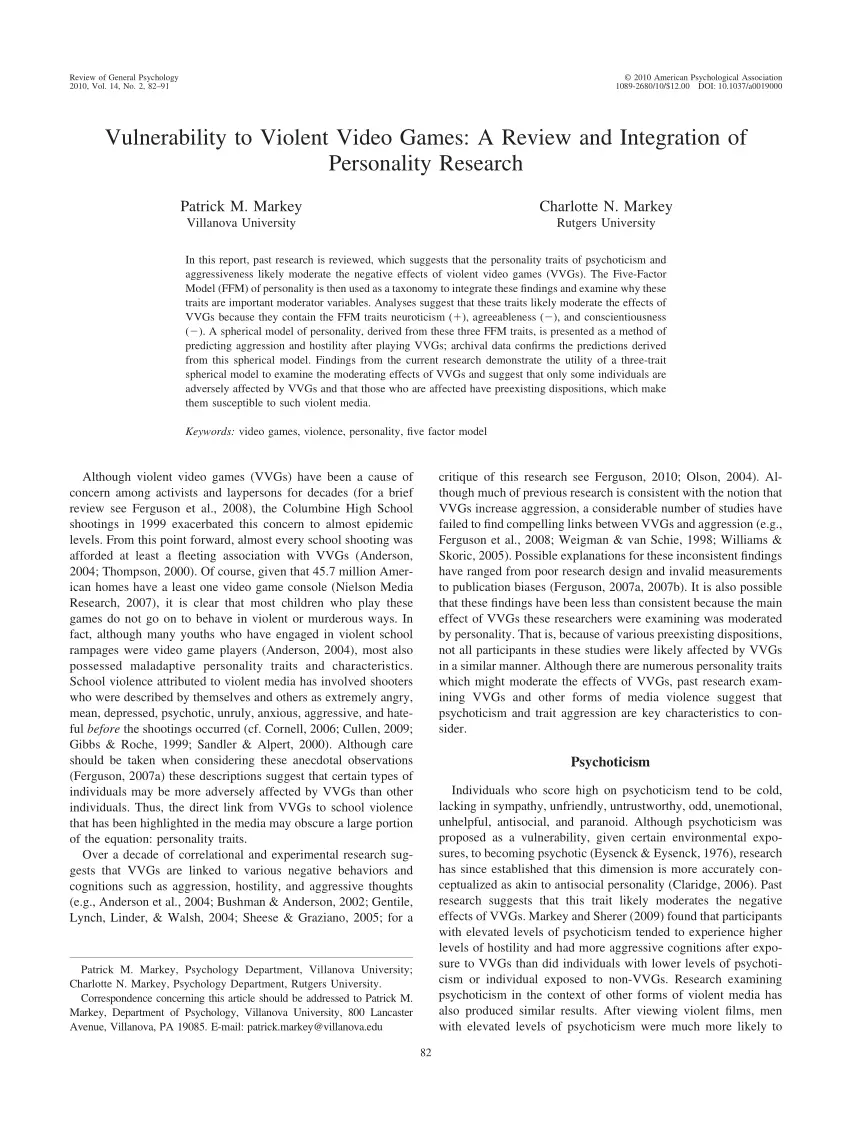 Review of General Psychology
2010, Vol. 14, No. 2, 82–91
© 2010 American Psychological Association
1089-2680/10/$12.00 DOI: 10.1037/a0019000
Vulnerability to Violent Video Games: A Review and Integration of
Personality Research
Patrick M. Markey
Villanova University
Charlotte N. Markey
Rutgers University
In this report, past research is reviewed, which suggests that the personality traits of psychoticism and
aggressiveness likely moderate the negative effects of violent video games (VVGs). The Five-Factor
Model (FFM) of personality is then used as a taxonomy to integrate these findings and examine why these
traits are important moderator variables. Analyses suggest that these traits likely moderate the effects of
VVGs because they contain the FFM traits neuroticism (+), agreeableness (−), and conscientiousness
(−). A spherical model of personality, derived from these three FFM traits, is presented as a method of
predicting aggression and hostility after playing VVGs; archival data confirms the predictions derived
from this spherical model. Findings from the current research demonstrate the utility of a three-trait
spherical model to examine the moderating effects of VVGs and suggest that only some individuals are
adversely affected by VVGs and that those who are affected have preexisting dispositions, which make
them susceptible to such violent media.
Keywords: video games, violence, personality, five factor model
Although violent video games (VVGs) have been a cause of
concern among activists and laypersons for decades (for a brief
review see Ferguson et al., 2008), the Columbine High School
shootings in 1999 exacerbated this concern to almost epidemic
levels. From this point forward, almost every school shooting was
afforded at least a fleeting association with VVGs (Anderson,
2004; Thompson, 2000). Of course, given that 45.7 million Amer-
ican homes have a least one video game console (Nielson Media
Research, 2007), it is clear that most children who play these
games do not go on to behave in violent or murderous ways. In
fact, although many youths who have engaged in violent school
rampages were video game players (Anderson, 2004), most also
possessed maladaptive personality traits and characteristics.
School violence attributed to violent media has involved shooters
who were described by themselves and others as extremely angry,
mean, depressed, psychotic, unruly, anxious, aggressive, and hate-
ful before the shootings occurred (cf. Cornell, 2006; Cullen, 2009;
Gibbs & Roche, 1999; Sandler & Alpert, 2000). Although care
should be taken when considering these anecdotal observations
(Ferguson, 2007a) these descriptions suggest that certain types of
individuals may be more adversely affected by VVGs than other
individuals. Thus, the direct link from VVGs to school violence
that has been highlighted in the media may obscure a large portion
of the equation: personality traits.
Over a decade of correlational and experimental research sug-
gests that VVGs are linked to various negative behaviors and
cognitions such as aggression, hostility, and aggressive thoughts
(e.g., Anderson et al., 2004; Bushman & Anderson, 2002; Gentile,
Lynch, Linder, & Walsh, 2004; Sheese & Graziano, 2005; for a
Patrick M. Markey, Psychology Department, Villanova University;
Charlotte N. Markey, Psychology Department, Rutgers University.
Correspondence concerning this article should be addressed to Patrick M.
Markey, Department of Psychology, Villanova University, 800 Lancaster
Avenue, Villanova, PA 19085. E-mail: patrick.markey@villanova.edu
critique of this research see Ferguson, 2010; Olson, 2004). Al-
though much of previous research is consistent with the notion that
VVGs increase aggression, a considerable number of studies have
failed to find compelling links between VVGs and aggression (e.g.,
Ferguson et al., 2008; Weigman & van Schie, 1998; Williams &
Skoric, 2005). Possible explanations for these inconsistent findings
have ranged from poor research design and invalid measurements
to publication biases (Ferguson, 2007a, 2007b). It is also possible
that these findings have been less than consistent because the main
effect of VVGs these researchers were examining was moderated
by personality. That is, because of various preexisting dispositions,
not all participants in these studies were likely affected by VVGs
in a similar manner. Although there are numerous personality traits
which might moderate the effects of VVGs, past research exam-
ining VVGs and other forms of media violence suggest that
psychoticism and trait aggression are key characteristics to con-
sider.
Psychoticism
Individuals who score high on psychoticism tend to be cold,
lacking in sympathy, unfriendly, untrustworthy, odd, unemotional,
unhelpful, antisocial, and paranoid. Although psychoticism was
proposed as a vulnerability, given certain environmental expo-
sures, to becoming psychotic (Eysenck & Eysenck, 1976), research
has since established that this dimension is more accurately con-
ceptualized as akin to antisocial personality (Claridge, 2006). Past
research suggests that this trait likely moderates the negative
effects of VVGs. Markey and Sherer (2009) found that participants
with elevated levels of psychoticism tended to experience higher
levels of hostility and had more aggressive cognitions after expo-
sure to VVGs than did individuals with lower levels of psychoti-
cism or individual exposed to non-VVGs. Research examining
psychoticism in the context of other forms of violent media has
also produced similar results. After viewing violent films, men
with elevated levels of psychoticism were much more likely to
82